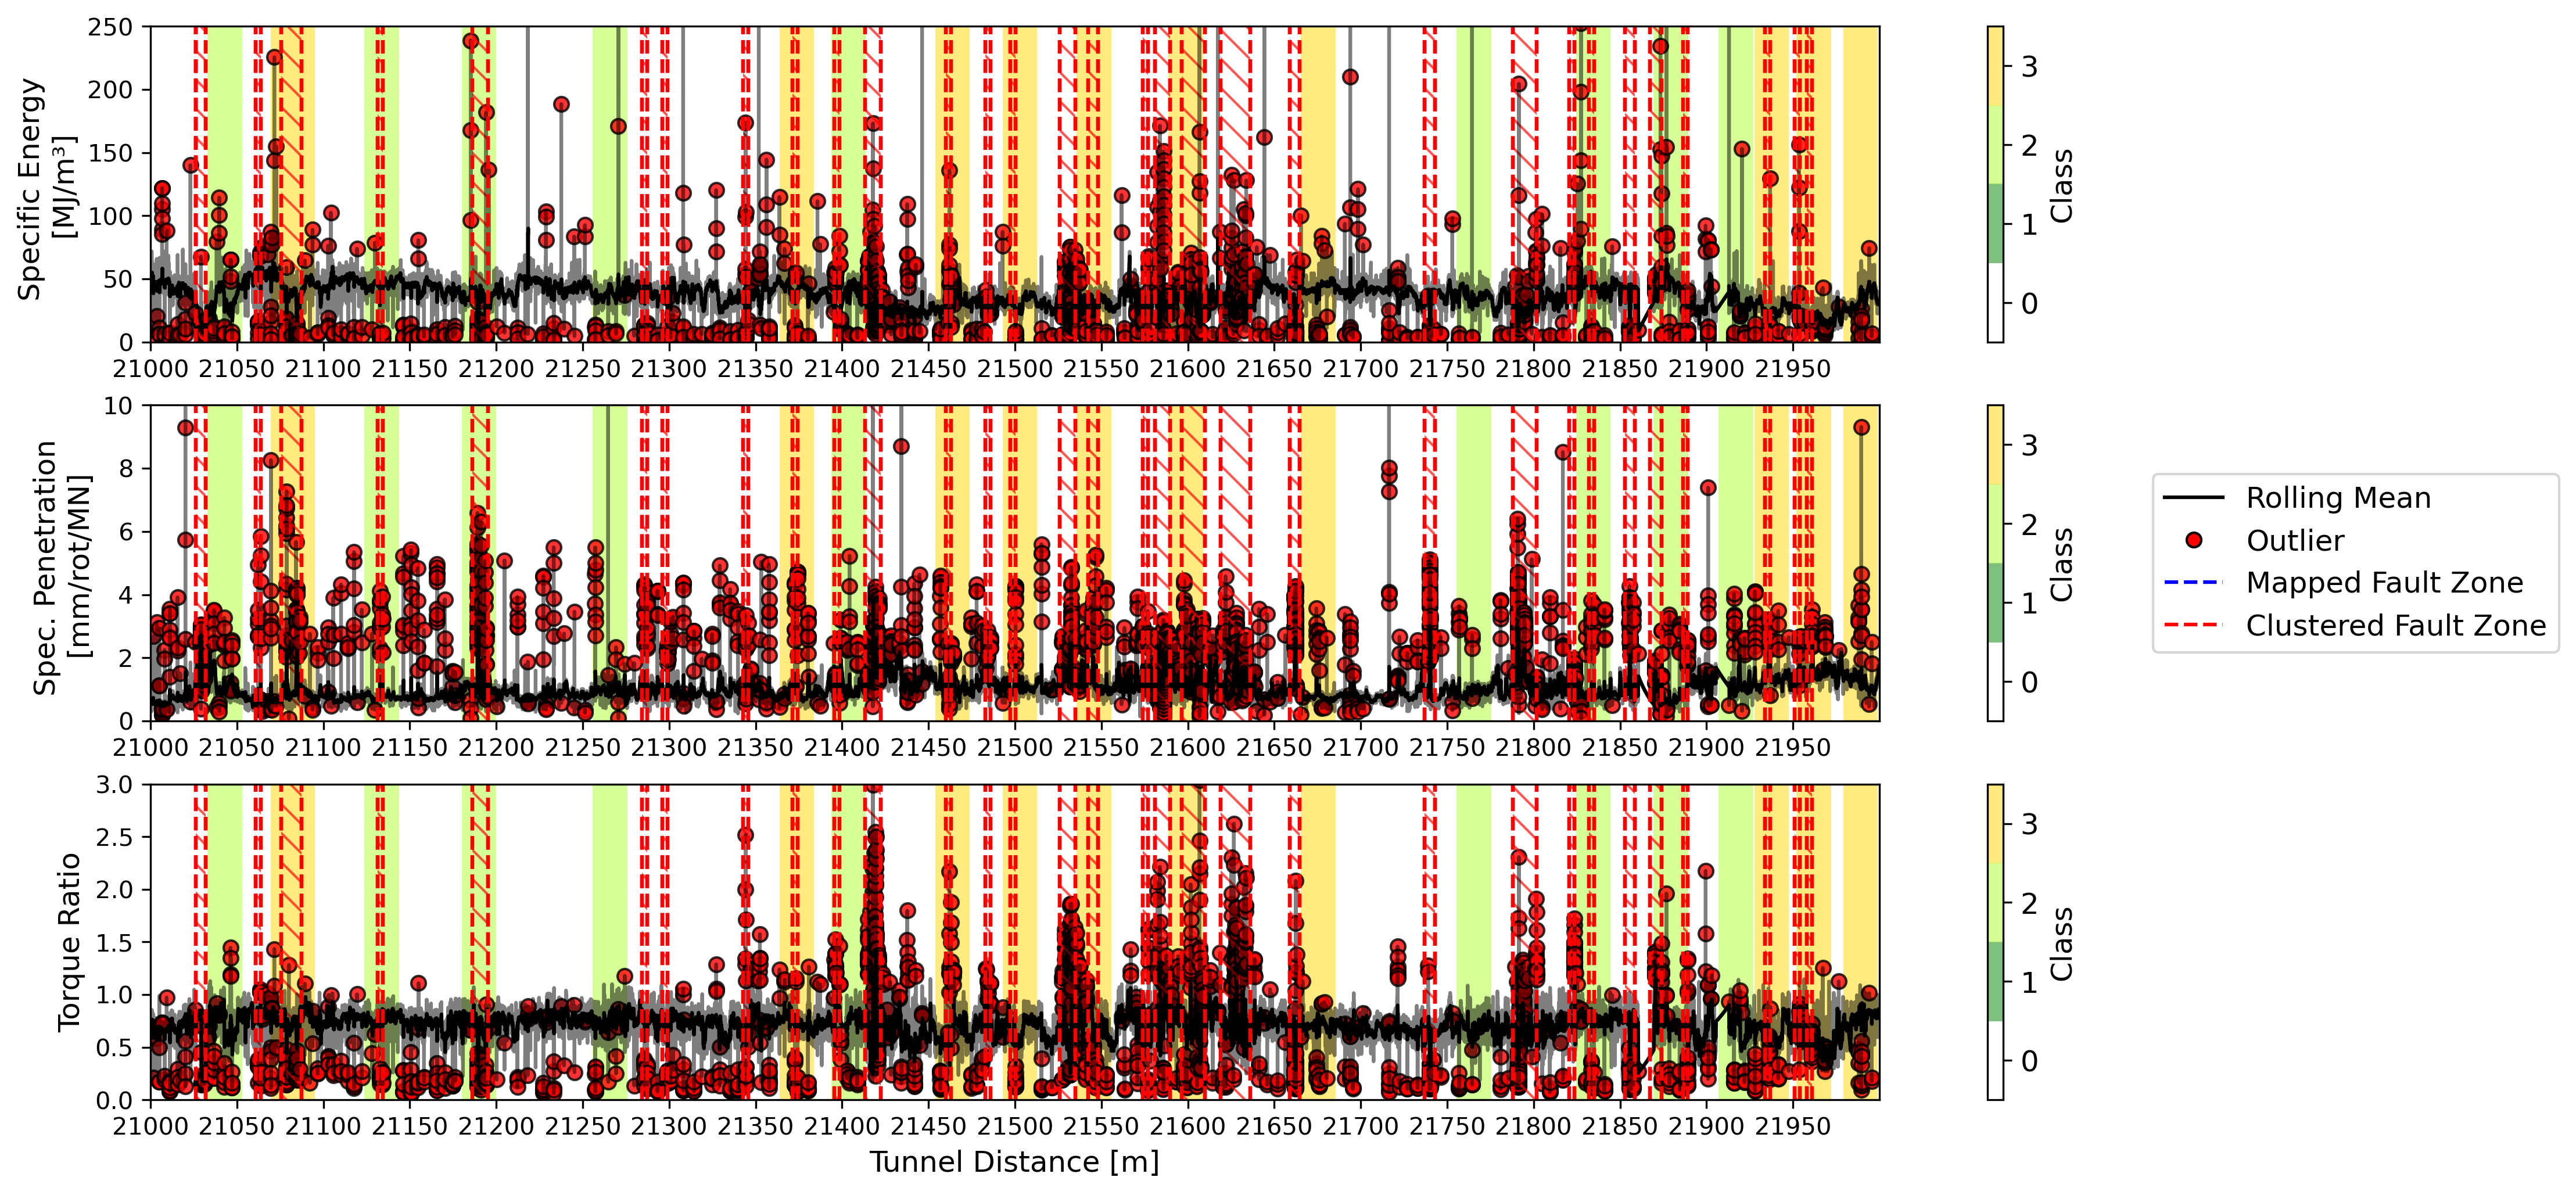 250
200
150
100
50
0
Specific Energy
[MJ/m³]
21000 21050 21100 21150 21200 21250 21300 21350 21400 21450 21500 21550 21600 21650 21700 21750 21800 21850 21900 21950
3
2
1
0
Class
10
8
6
4
2
0
Spec. Penetration
[mm/rot/MN]
21000 21050 21100 21150 21200 21250 21300 21350 21400 21450 21500 21550 21600 21650 21700 21750 21800 21850 21900 21950
3
2
1
0
Class
Rolling Mean
Outlier
Mapped Fault Zone
Clustered Fault Zone
3.0
2.5
2.0
1.5
1.0
0.5
0.0
Torque Ratio
21000 21050 21100 21150 21200 21250 21300 21350 21400 21450 21500 21550 21600 21650 21700 21750 21800 21850 21900 21950
Tunnel Distance [m]
3
2
1
0
Class